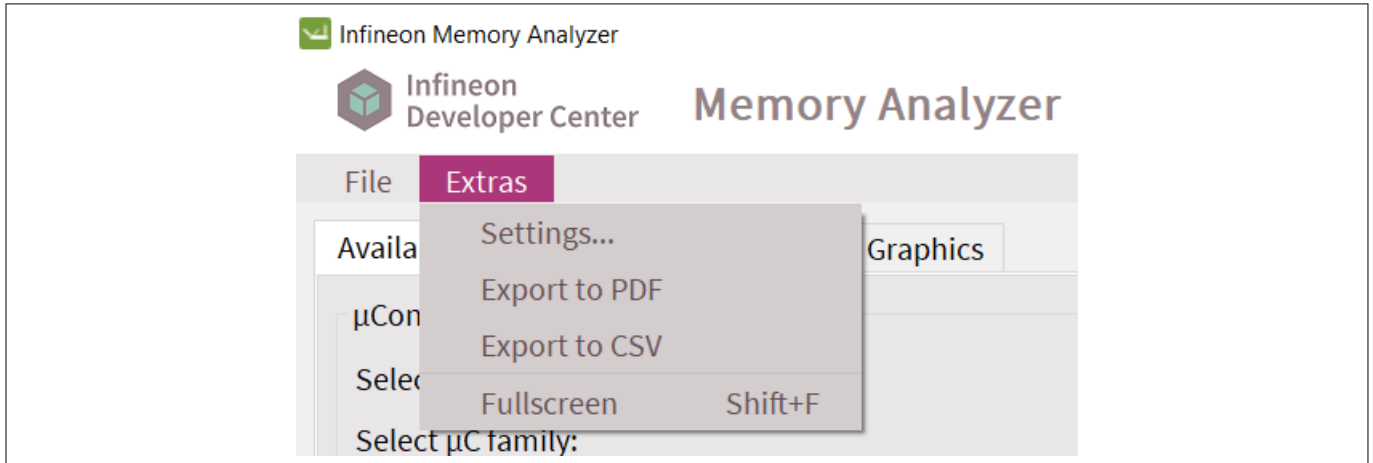 Infineon Memory Analyzer
Infineon
Developer Center
Memory Analyzer
File Extras
Settings...
Availa
Graphics
Export to PDF
µCon
Export to CSV
Selec
Fullscreen Shift+F
Select µC family: